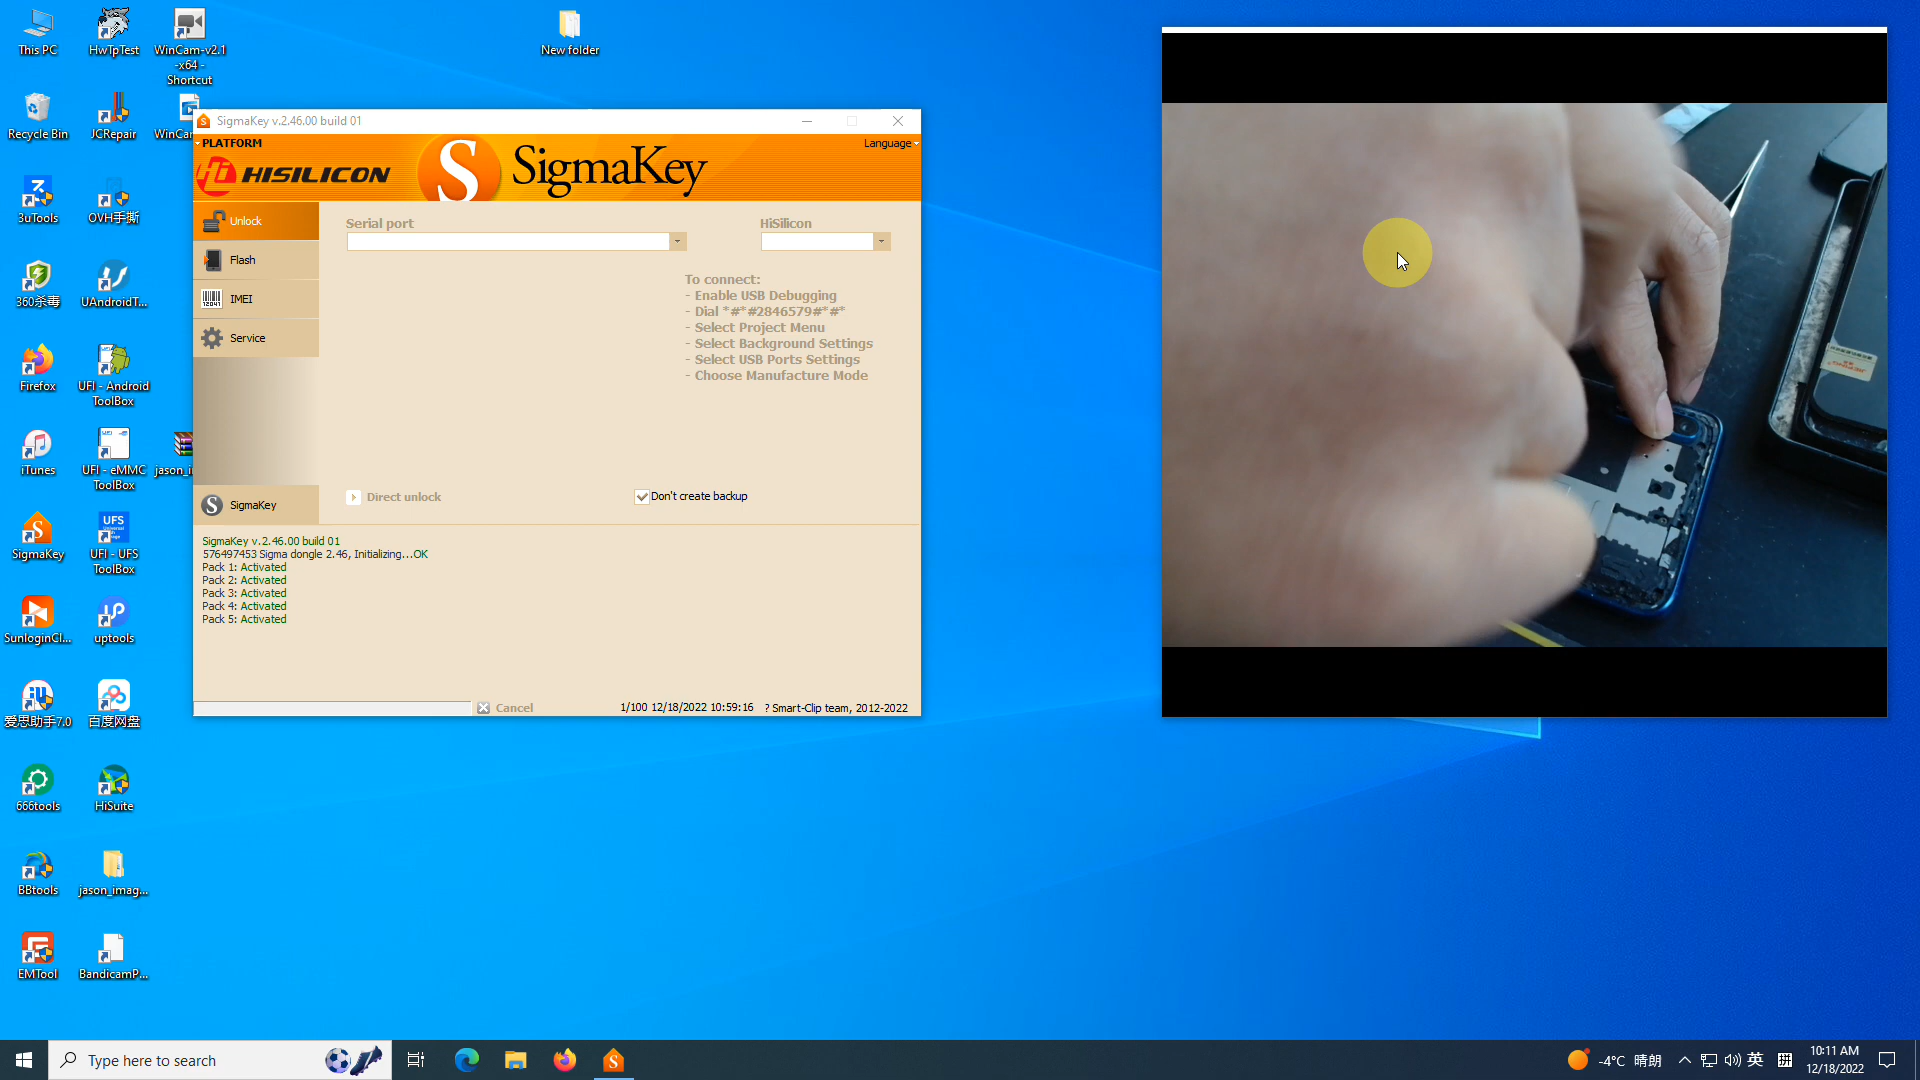 This PC
HwTpTest
WinCam-v2.1
-x64 -
Shortcut
New folder
Recycle Bin
JCRepair
WinCam
3uTools
OVH手撕
360杀毒
UAndroidT...
Firefox
UFI - Android
ToolBox
iTunes
UFI - eMMC
ToolBox
jason_i
SigmaKey
UFS
UFI - UFS
ToolBox
SunloginCl...
uptools
爱思助手7.0
百度网盘
666tools
HiSuite
BBtools
jason_imag...
EMTool
BandicamP...
SigmaKey v.2.46.00 build 01
PLATFORM
Language
HISILICON
SigmaKey
Unlock
Flash
IMEI
Service
SigmaKey
Serial port
HiSilicon
To connect:
- Enable USB Debugging
- Dial *#*#2846579#*#*
- Select Project Menu
- Select Background Settings
- Select USB Ports Settings
- Choose Manufacture Mode
Direct unlock
Don't create backup
SigmaKey v.2.46.00 build 01
576497453 Sigma dongle 2.46, Initializing...OK
Pack 1: Activated
Pack 2: Activated
Pack 3: Activated
Pack 4: Activated
Pack 5: Activated
Cancel
1/100 12/18/2022 10:59:16
? Smart-Clip team, 2012-2022
Type here to search
-4°C 晴朗
英
拼
10:11 AM
12/18/2022